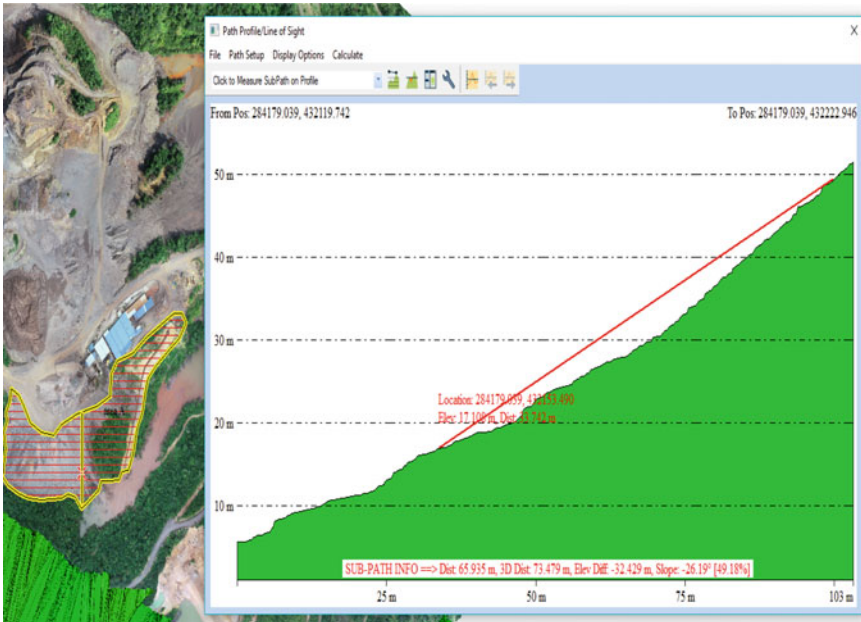 Path Profile/Line of Sight
X
File Path Setup Display Options Calculate
Click to Measure SubPath on Profile
From Pos: 284179.039, 432119.742
To Pos: 284179.039, 432222.946
50 m
40 m
30 m
Location: 284179.039, 432153.490
Elev: 17.100 m, Dist: 33.742 m
20 m
10 m
SUB-PATH INFO ==> Dist: 65.935 m, 3D Dist: 73.479 m, Elev Diff: -32.429 m, Slope: -26.19° [49.18%]
25 m
50 m
75 m
103 m